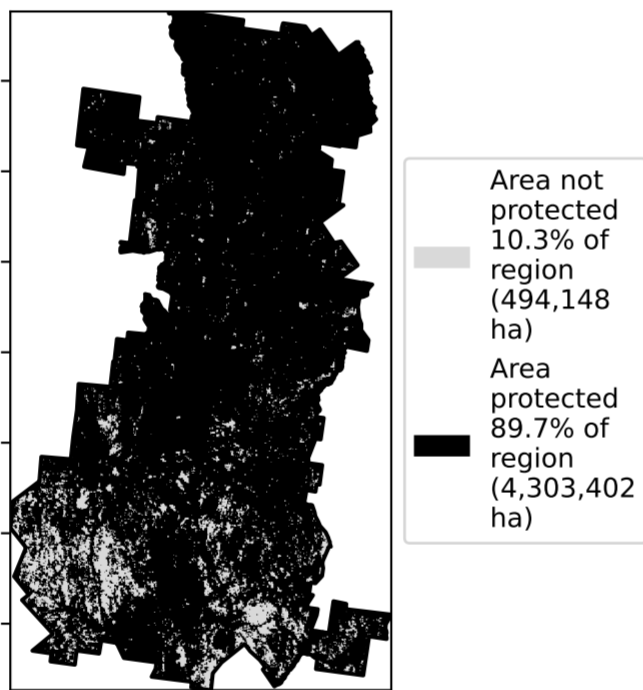 Area not
protected
10.3% of
region
(494,148
ha)
Area
protected
89.7% of
region
(4,303,402
ha)